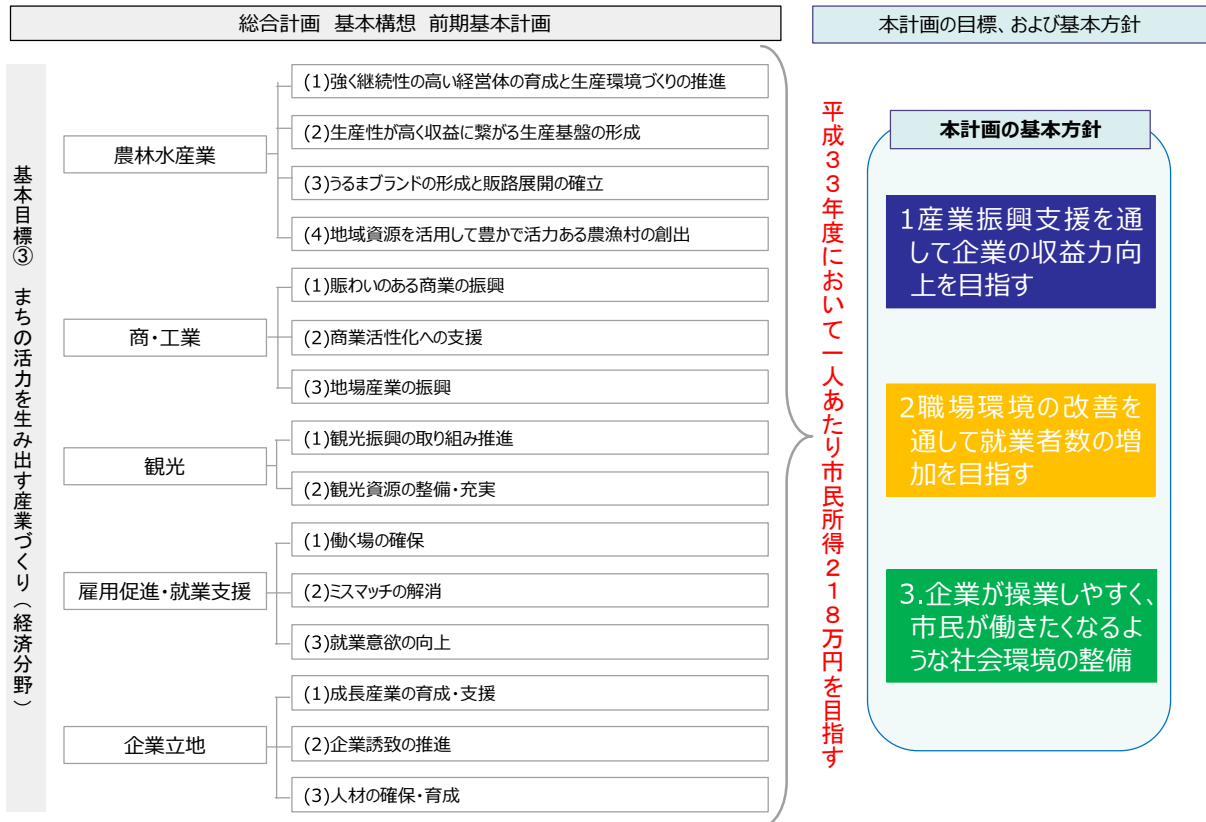 総合計画 基本構想 前期基本計画
本計画の目標、および基本方針
基本目標③ まちの活力を生み出す産業づくり(経済分野)
農林水産業
(1)強く継続性の高い経営体の育成と生産環境づくりの推進
(2)生産性が高く収益に繋がる生産基盤の形成
(3)うるまブランドの形成と販路展開の確立
(4)地域資源を活用して豊かで活力ある農漁村の創出
商・工業
(1)賑わいのある商業の振興
(2)商業活性化への支援
(3)地場産業の振興
観光
(1)観光振興の取り組み推進
(2)観光資源の整備・充実
雇用促進・就業支援
(1)働く場の確保
(2)ミスマッチの解消
(3)就業意欲の向上
企業立地
(1)成長産業の育成・支援
(2)企業誘致の推進
(3)人材の確保・育成
平成33年度において一人あたり市民所得218万円を目指す
本計画の基本方針
1産業振興支援を通
して企業の収益力向
上を目指す
2職場環境の改善を
通して就業者数の増
加を目指す
3.企業が操業しやすく、
市民が働きたくなるよ
うな社会環境の整備